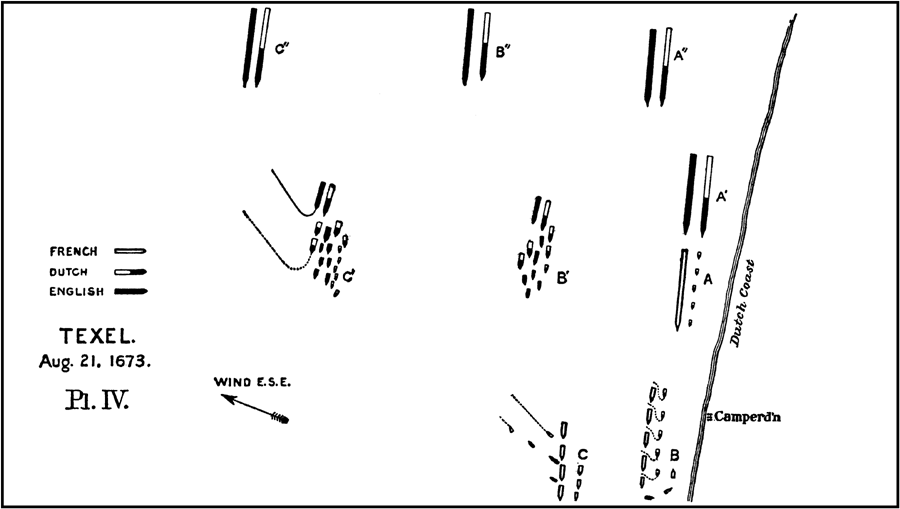 C''
B''
A''
A'
FRENCH
DUTCH
ENGLISH
C'
B'
A
Dutch Coast
TEXEL.
Aug. 21, 1673.
Pl. IV.
WIND E.S.E.
Camperd'n
C
B